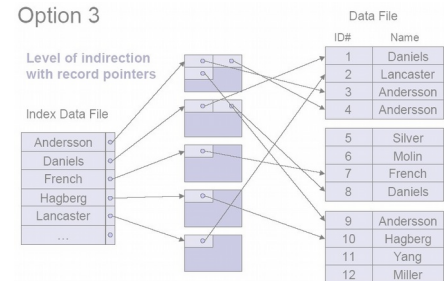 Option 3
Level of indirection
with record pointers
Index Data File
Andersson
Daniels
French
Hagberg
Lancaster
...
Data File
ID# Name
1 Daniels
2 Lancaster
3 Andersson
4 Andersson
5 Silver
6 Molin
7 French
8 Daniels
9 Andersson
10 Hagberg
11 Yang
12 Miller